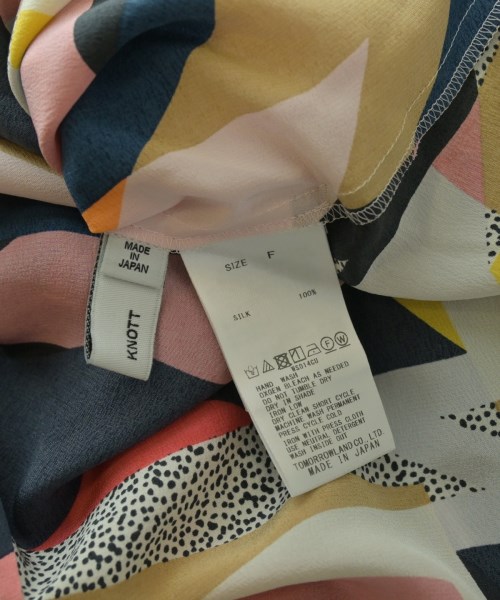 MADE
IN
JAPAN
KNOTT
SIZE F
SILK 100%
HAND WASH
OXGEN BLEACH AS NEEDED
DO NOT TUMBLE DRY
DRY IN SHADE
IRON LOW
DRY CLEAN SHORT CYCLE
MACHINE WASH PERMANENT
PRESS CYCLE COLD
IRON WITH PRESS CLOTH
USE NEUTRAL DETERGENT
WASH INSIDE OUT
TOMORROWLAND CO., LTD.
MADE IN JAPAN